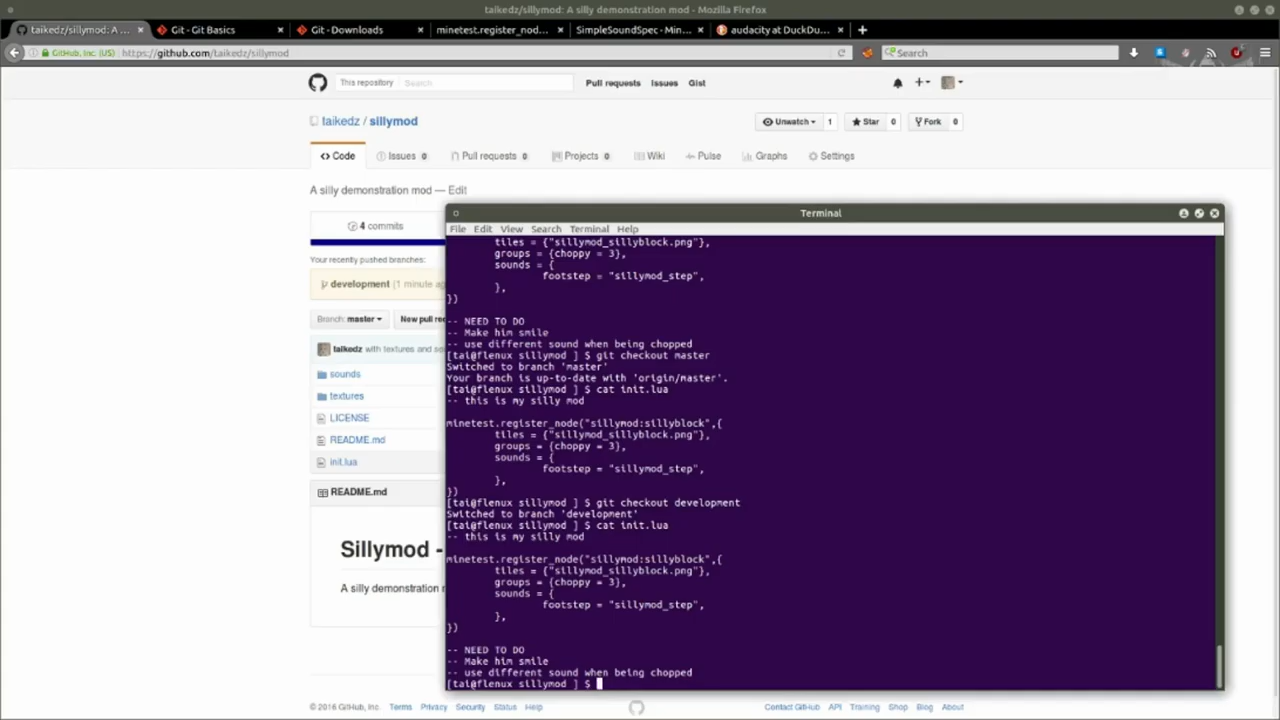 taikedz/sillymod: A silly demonstration mod - Mozilla Firefox
taikedz/sillymod: A ...
Git - Git Basics
Git - Downloads
minetest.register_nod...
SimpleSoundSpec - Min...
audacity at DuckDu...
GitHub, Inc. (US)
https://github.com/taikedz/sillymod
Search
This repository
Search
Pull requests
Issues
Gist
taikedz / sillymod
Unwatch
1
Star
0
Fork
0
Code
Issues 0
Pull requests 0
Projects 0
Wiki
Pulse
Graphs
Settings
A silly demonstration mod — Edit
4 commits
Your recently pushed branches:
development (1 minute ag
Branch: master
New pull re
taikedz with textures and s
sounds
textures
LICENSE
README.md
init.lua
README.md
Sillymod -
A silly demonstration
Terminal
File Edit View Search Terminal Help
tiles = {"sillymod_sillyblock.png"},
groups = {choppy = 3},
sounds = {
footstep = "sillymod_step",
},
})
-- NEED TO DO
-- Make him smile
-- use different sound when being chopped
[tai@flenux sillymod ] $ git checkout master
Switched to branch 'master'
Your branch is up-to-date with 'origin/master'.
[tai@flenux sillymod ] $ cat init.lua
-- this is my silly mod
minetest.register_node("sillymod:sillyblock",{
tiles = {"sillymod_sillyblock.png"},
groups = {choppy = 3},
sounds = {
footstep = "sillymod_step",
},
})
[tai@flenux sillymod ] $ git checkout development
Switched to branch 'development'
[tai@flenux sillymod ] $ cat init.lua
-- this is my silly mod
minetest.register_node("sillymod:sillyblock",{
tiles = {"sillymod_sillyblock.png"},
groups = {choppy = 3},
sounds = {
footstep = "sillymod_step",
},
})
-- NEED TO DO
-- Make him smile
-- use different sound when being chopped
[tai@flenux sillymod ] $
© 2016 GitHub, Inc. Terms Privacy Security Status Help
Contact GitHub API Training Shop Blog About